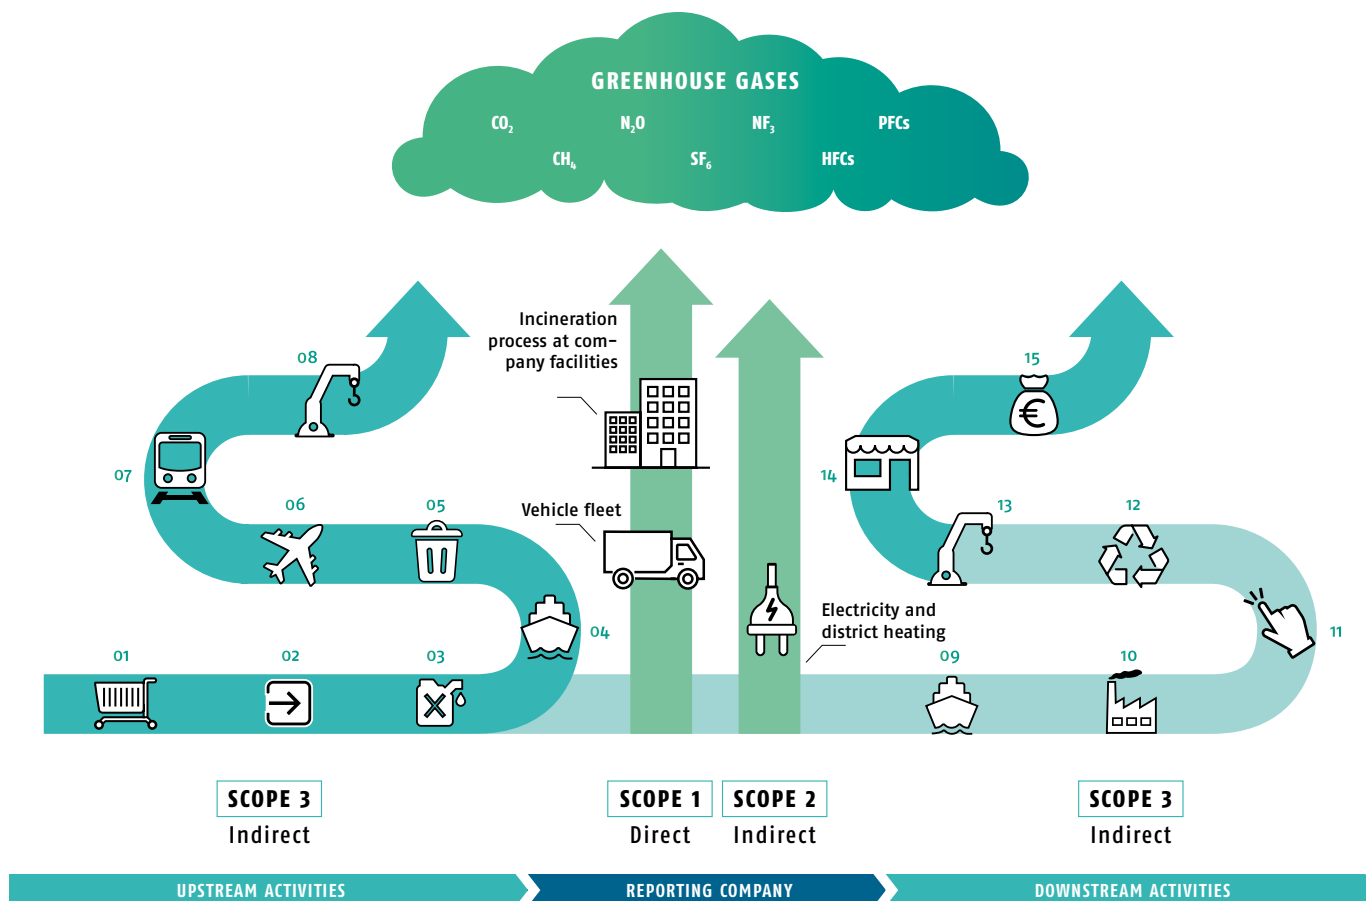 GREENHOUSE GASES
CO₂ N₂O NF₃ PFCs
CH₄ SF₆ HFCs
Incineration
process at com-
pany facilities
Vehicle fleet
Electricity and
district heating
08
07
06
05
04
01
02
03
15
14
13
12
11
09
10
SCOPE 3
Indirect
SCOPE 1
Direct
SCOPE 2
Indirect
SCOPE 3
Indirect
UPSTREAM ACTIVITIES
REPORTING COMPANY
DOWNSTREAM ACTIVITIES